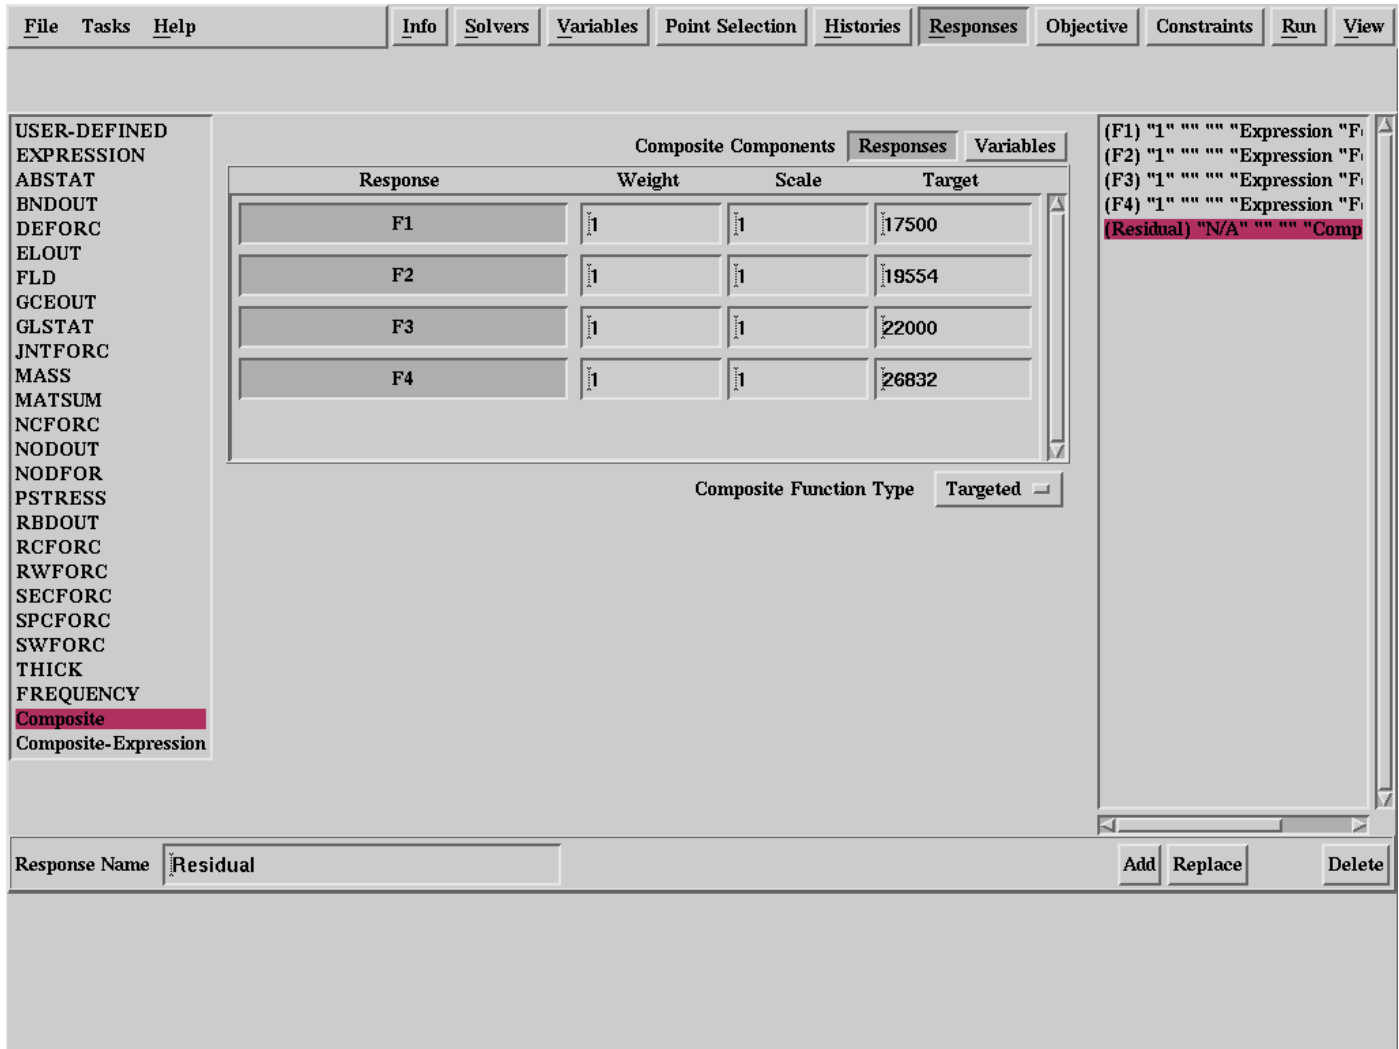 File Tasks Help Info Solvers Variables Point Selection Histories Responses Objective Constraints Run View
USER-DEFINED
EXPRESSION
ABSTAT
BNDOUT
DEFORC
ELOUT
FLD
GCEOUT
GLSTAT
JNTFORC
MASS
MATSUM
NCFORC
NODOUT
NODFOR
PSTRESS
RBDOUT
RCFORC
RWFORC
SECFORC
SPCFORC
SWFORC
THICK
FREQUENCY
Composite
Composite-Expression
Composite Components Responses Variables
Response Weight Scale Target
F1 1 1 17500
F2 1 1 19554
F3 1 1 22000
F4 1 1 26832
Composite Function Type Targeted
(F1) "1" "" "" "Expression "F
(F2) "1" "" "" "Expression "F
(F3) "1" "" "" "Expression "F
(F4) "1" "" "" "Expression "F
(Residual) "N/A" "" "" "Comp
Response Name Residual Add Replace Delete